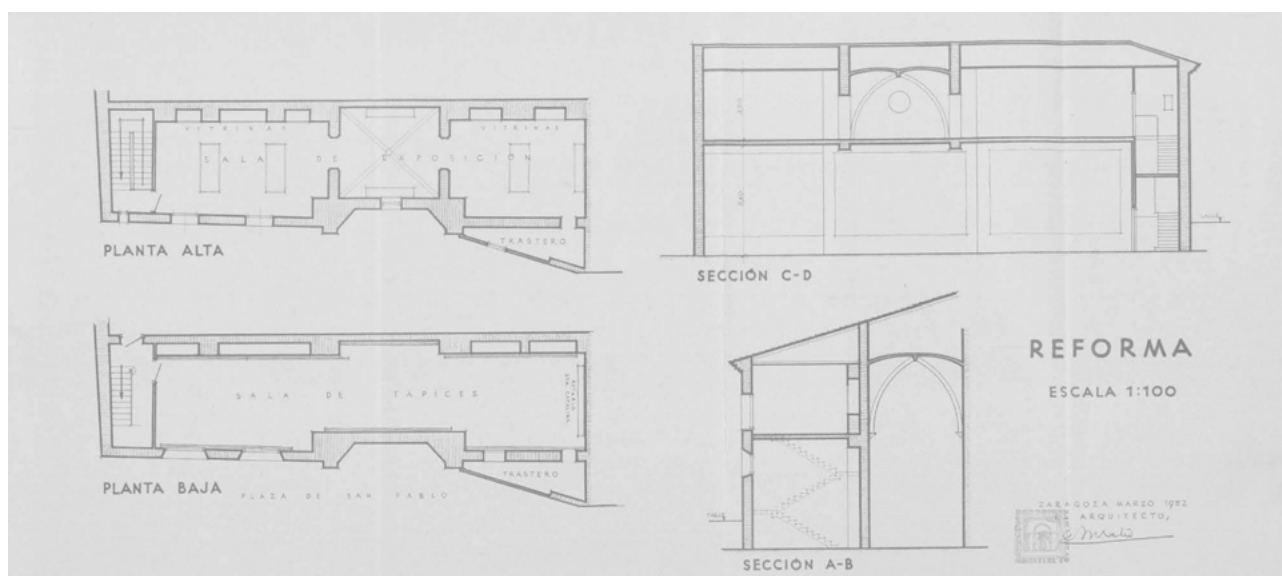 VITRINAS
VITRINAS
SALA DE EXPOSICIÓN
TRASTERO
PLANTA ALTA
SALA DE TAPICES
TRASTERO
PLANTA BAJA
PLAZA DE SAN PABLO
SECCIÓN C-D
REFORMA
ESCALA 1:100
ZARAGOZA MARZO 1982
ARQUITECTO,
SECCIÓN A-B